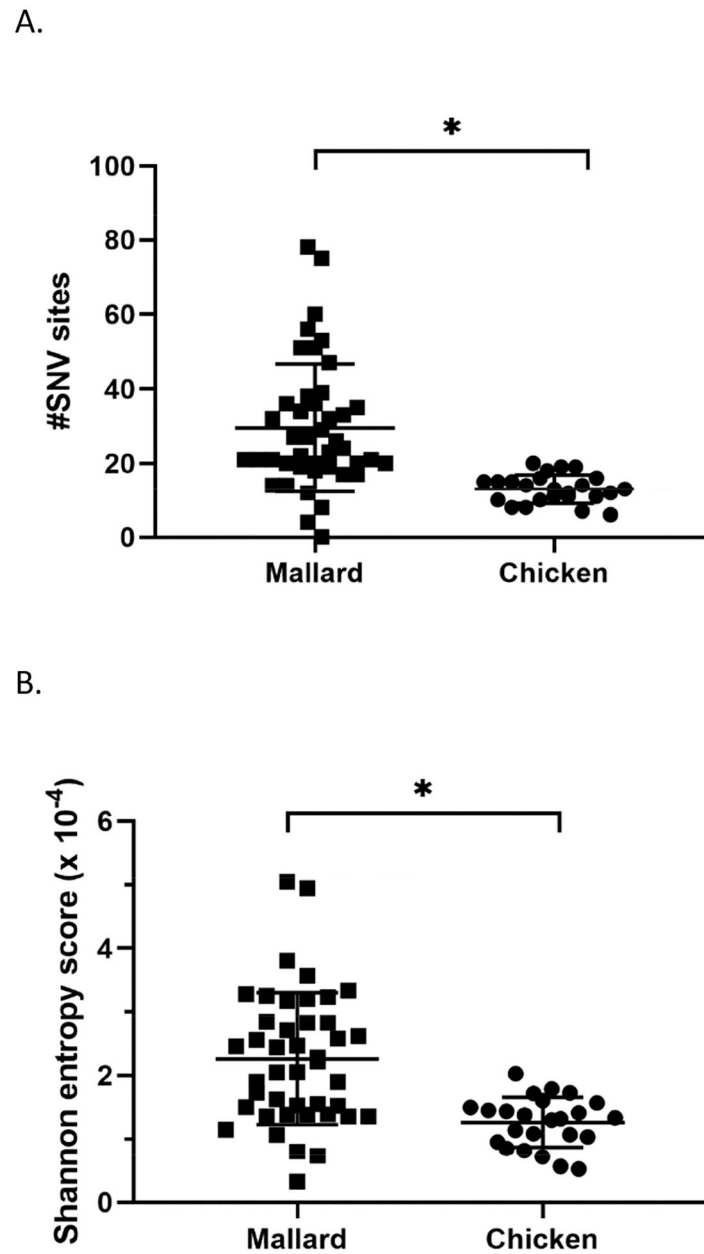 A.
*
100
80
60
40
20
0
#SNV sites
Mallard Chicken
B.
*
6
4
2
0
Shannon entropy score (x 10-4)
Mallard Chicken